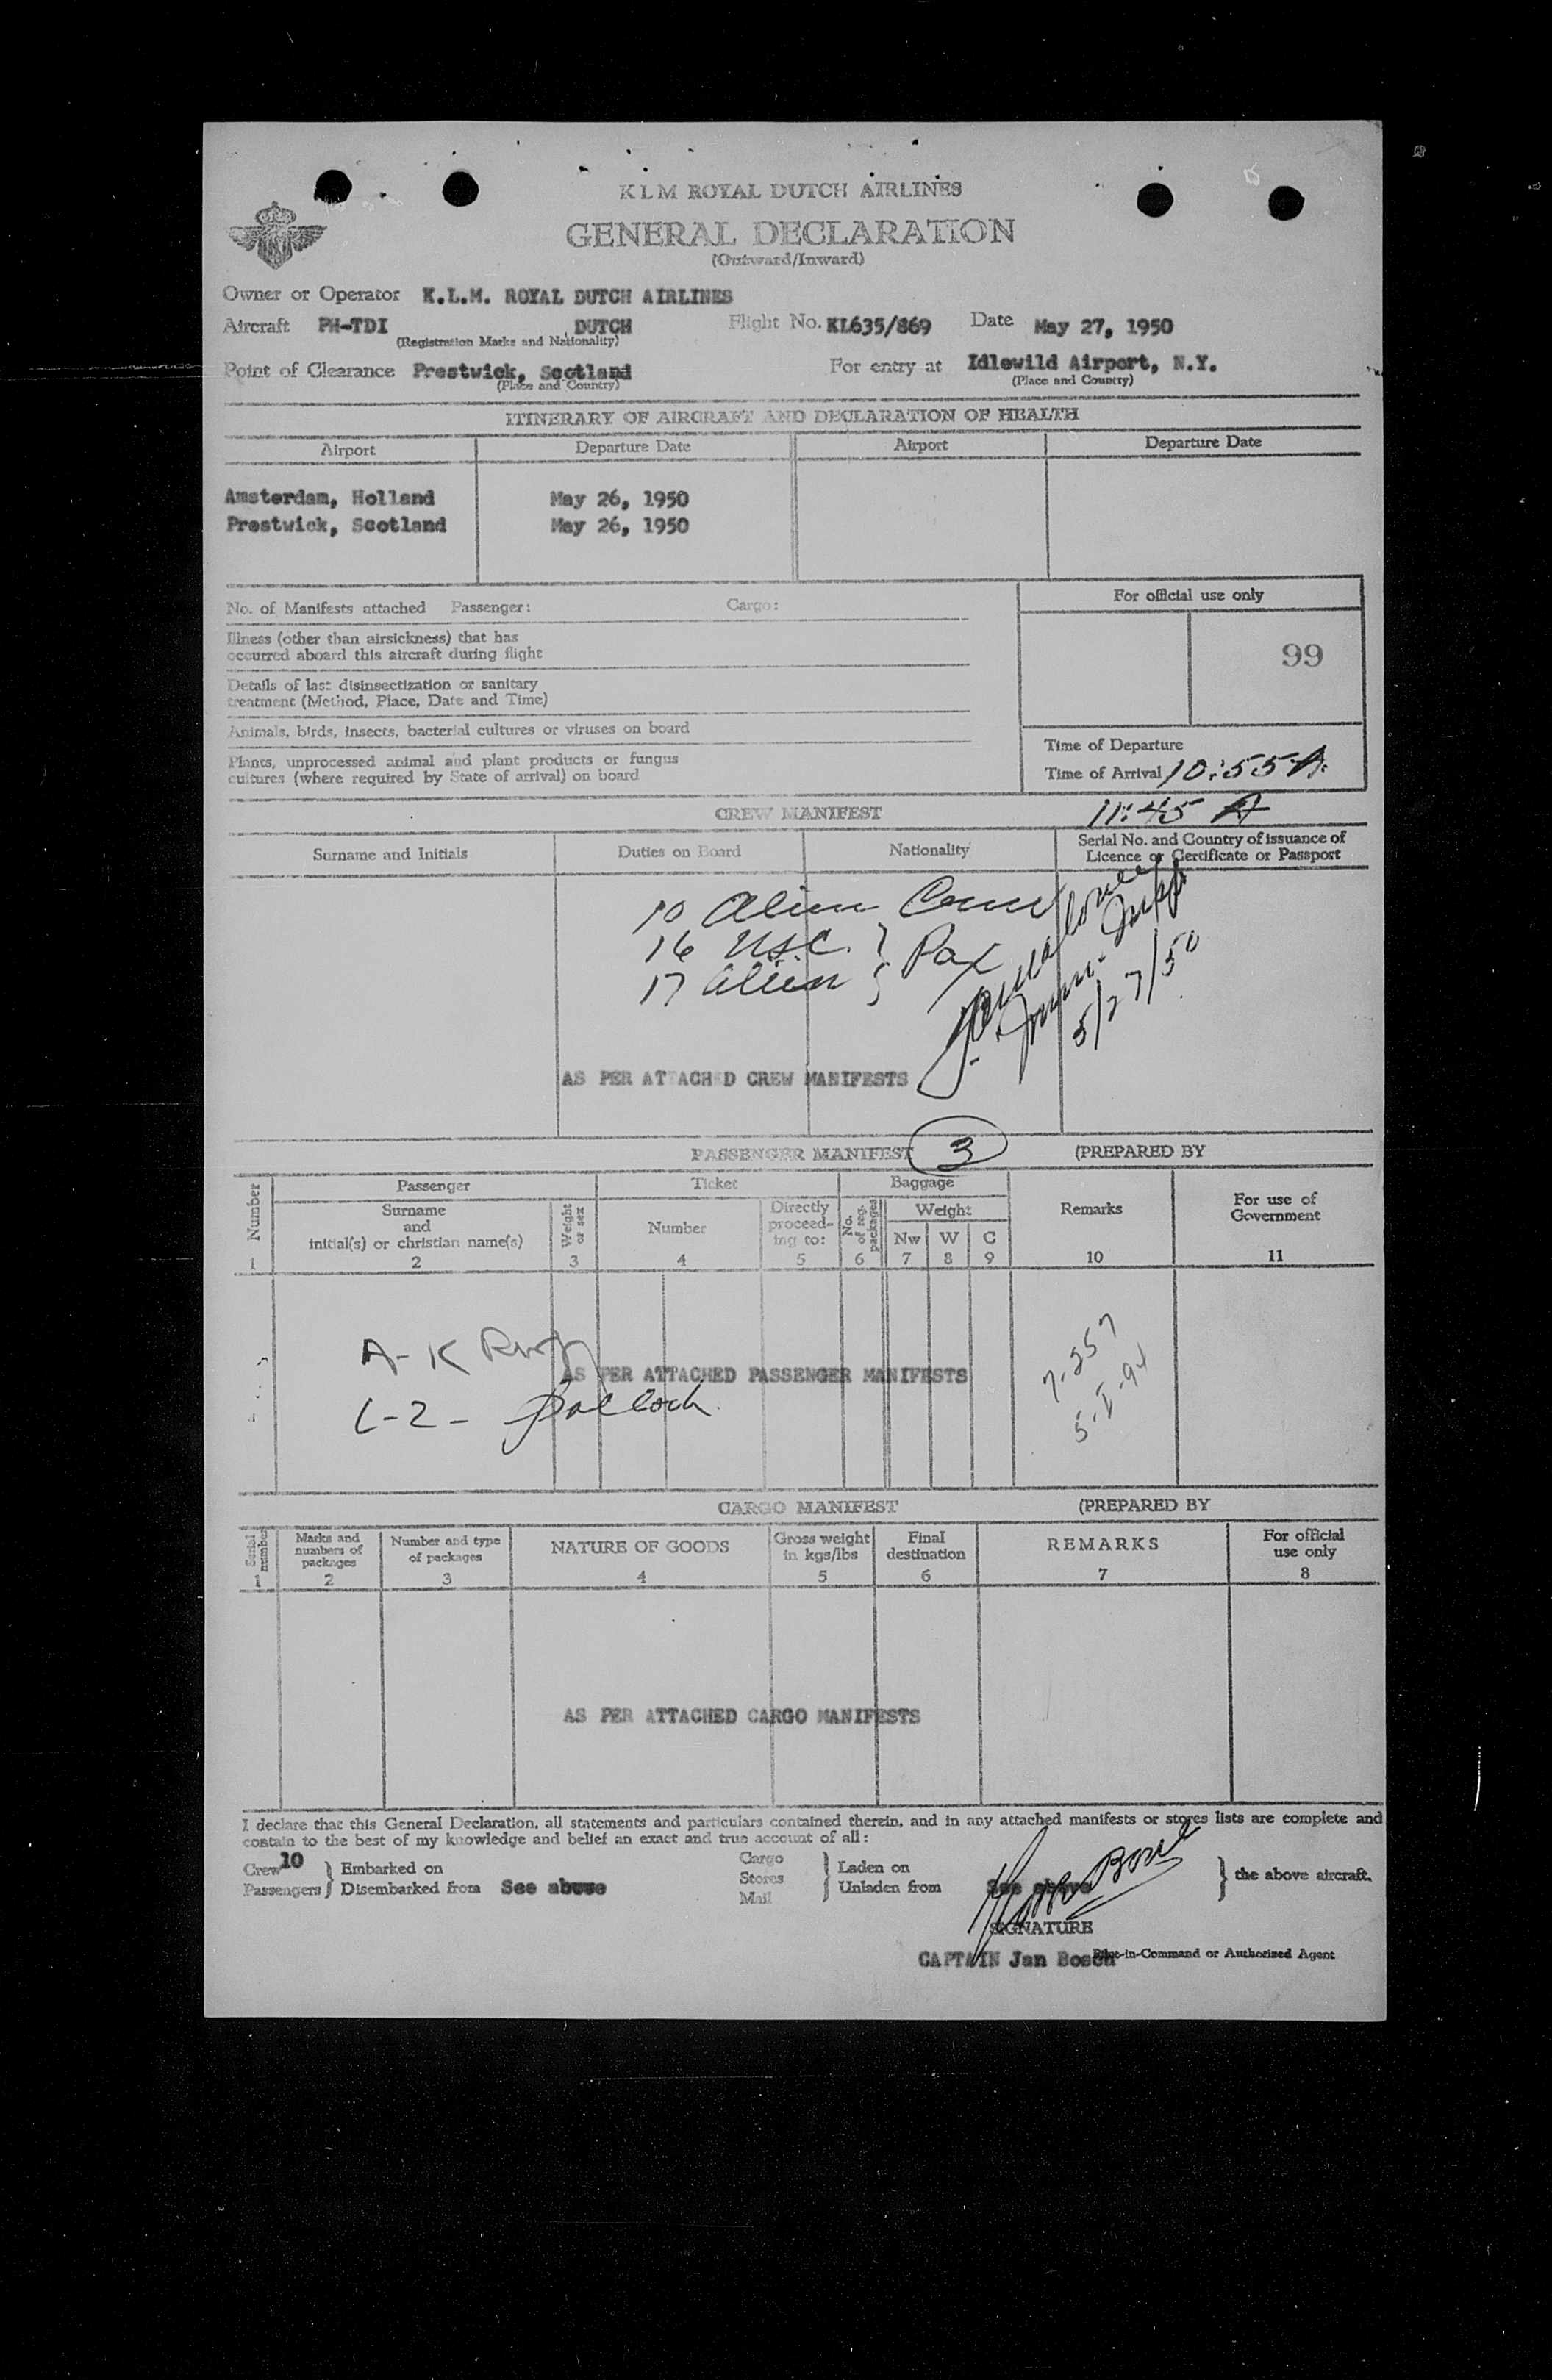 KLM ROYAL DUTCH AIRLINES
GENERAL DECLARATION
(Outward/Inward)
Owner or Operator K.L.M. ROYAL DUTCH AIRLINES
Aircraft PH-TDI DUTCH Flight No. KL635/869 Date May 27, 1950
(Registration Marks and Nationality)
Point of Clearance Prestwick, Scotland For entry at Idlewild Airport, N.Y.
(Place and Country) (Place and Country)
ITINERARY OF AIRCRAFT AND DECLARATION OF HEALTH
Airport Departure Date Airport Departure Date
Amsterdam, Holland May 26, 1950
Prestwick, Scotland May 26, 1950
No. of Manifests attached Passenger: Cargo:
For official use only
Illness (other than airsickness) that has
occurred aboard this aircraft during flight
99
Details of last disinsectization or sanitary
treatment (Method, Place, Date and Time)
Animals, birds, insects, bacterial cultures or viruses on board
Plants, unprocessed animal and plant products or fungus
cultures (where required by State of arrival) on board
Time of Departure
Time of Arrival 10:55 A.
11:45 A
CREW MANIFEST
Surname and Initials Duties on Board Nationality Serial No. and Country of issuance of
Licence or Certificate or Passport
10 Alien Crew
16 USC. } Pax
17 Alien
5/27/50
AS PER ATTACHED CREW MANIFESTS
PASSENGER MANIFEST 3 (PREPARED BY
Number Passenger Ticket Baggage Remarks For use of
Government
Surname
and
initial(s) or christian name(s)
Weight
or sex
Number
Directly
proceed-
ing to:
No.
of reg.
packages
Weight
Nw W C
1 2 3 4 5 6 7 8 9 10 11
A-K
AS PER ATTACHED PASSENGER MANIFESTS
L-Z - Pollock
7-257
5-I-94
CARGO MANIFEST (PREPARED BY
Serial
number
Marks and
numbers of
packages
Number and type
of packages
NATURE OF GOODS
Gross weight
in kgs/lbs
Final
destination
REMARKS
For official
use only
1 2 3 4 5 6 7 8
AS PER ATTACHED CARGO MANIFESTS
I declare that this General Declaration, all statements and particulars contained therein, and in any attached manifests or stores lists are complete and
contain to the best of my knowledge and belief an exact and true account of all:
Crew 10 } Embarked on Cargo } Laden on
Passengers } Disembarked from See above Stores } Unladen from See above } the above aircraft.
Mail
SIGNATURE
CAPTAIN Jan Bosch Pilot-in-Command or Authorized Agent